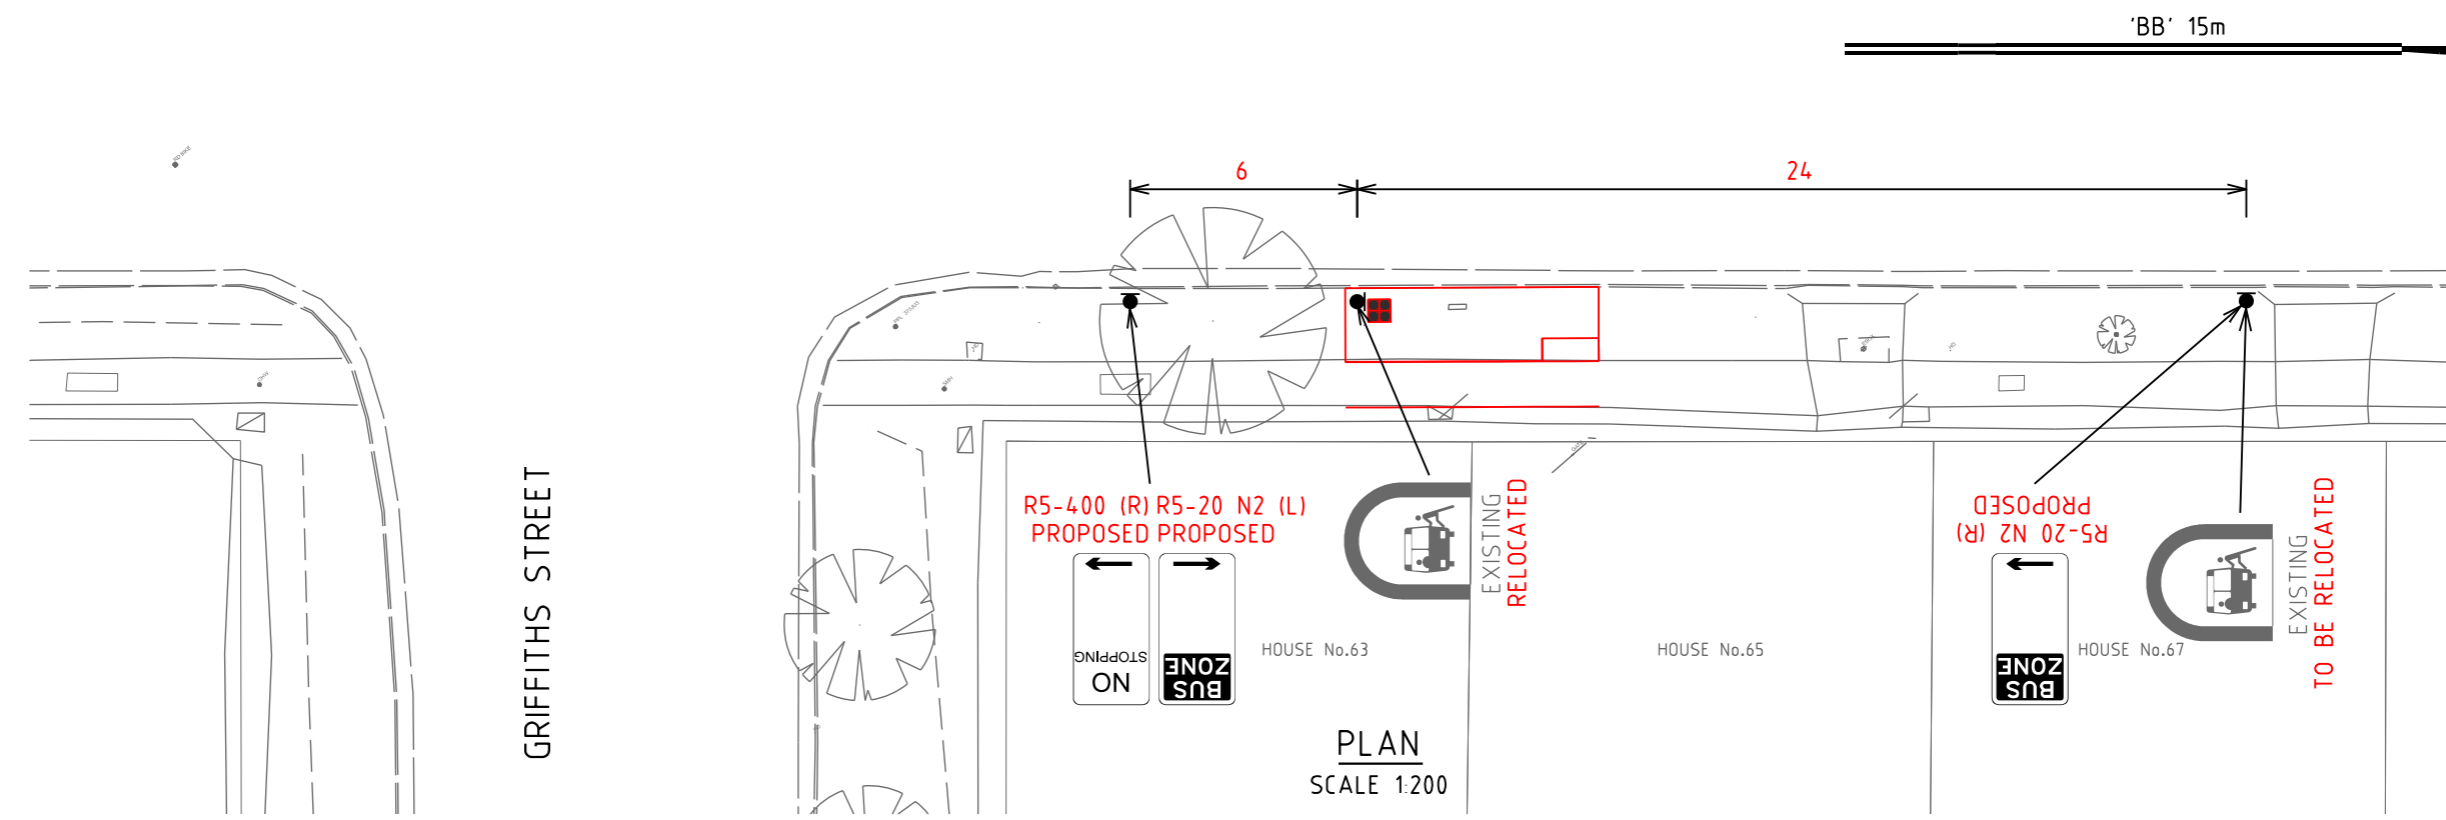 'BB' 15m
6
24
GRIFFITHS STREET
R5-400 (R) R5-20 N2 (L)
PROPOSED PROPOSED
NO
STOPPING
BUS
ZONE
EXISTING
RELOCATED
R5-20 N2 (R)
PROPOSED
BUS
ZONE
EXISTING
TO BE RELOCATED
HOUSE No.63
HOUSE No.65
HOUSE No.67
PLAN
SCALE 1:200